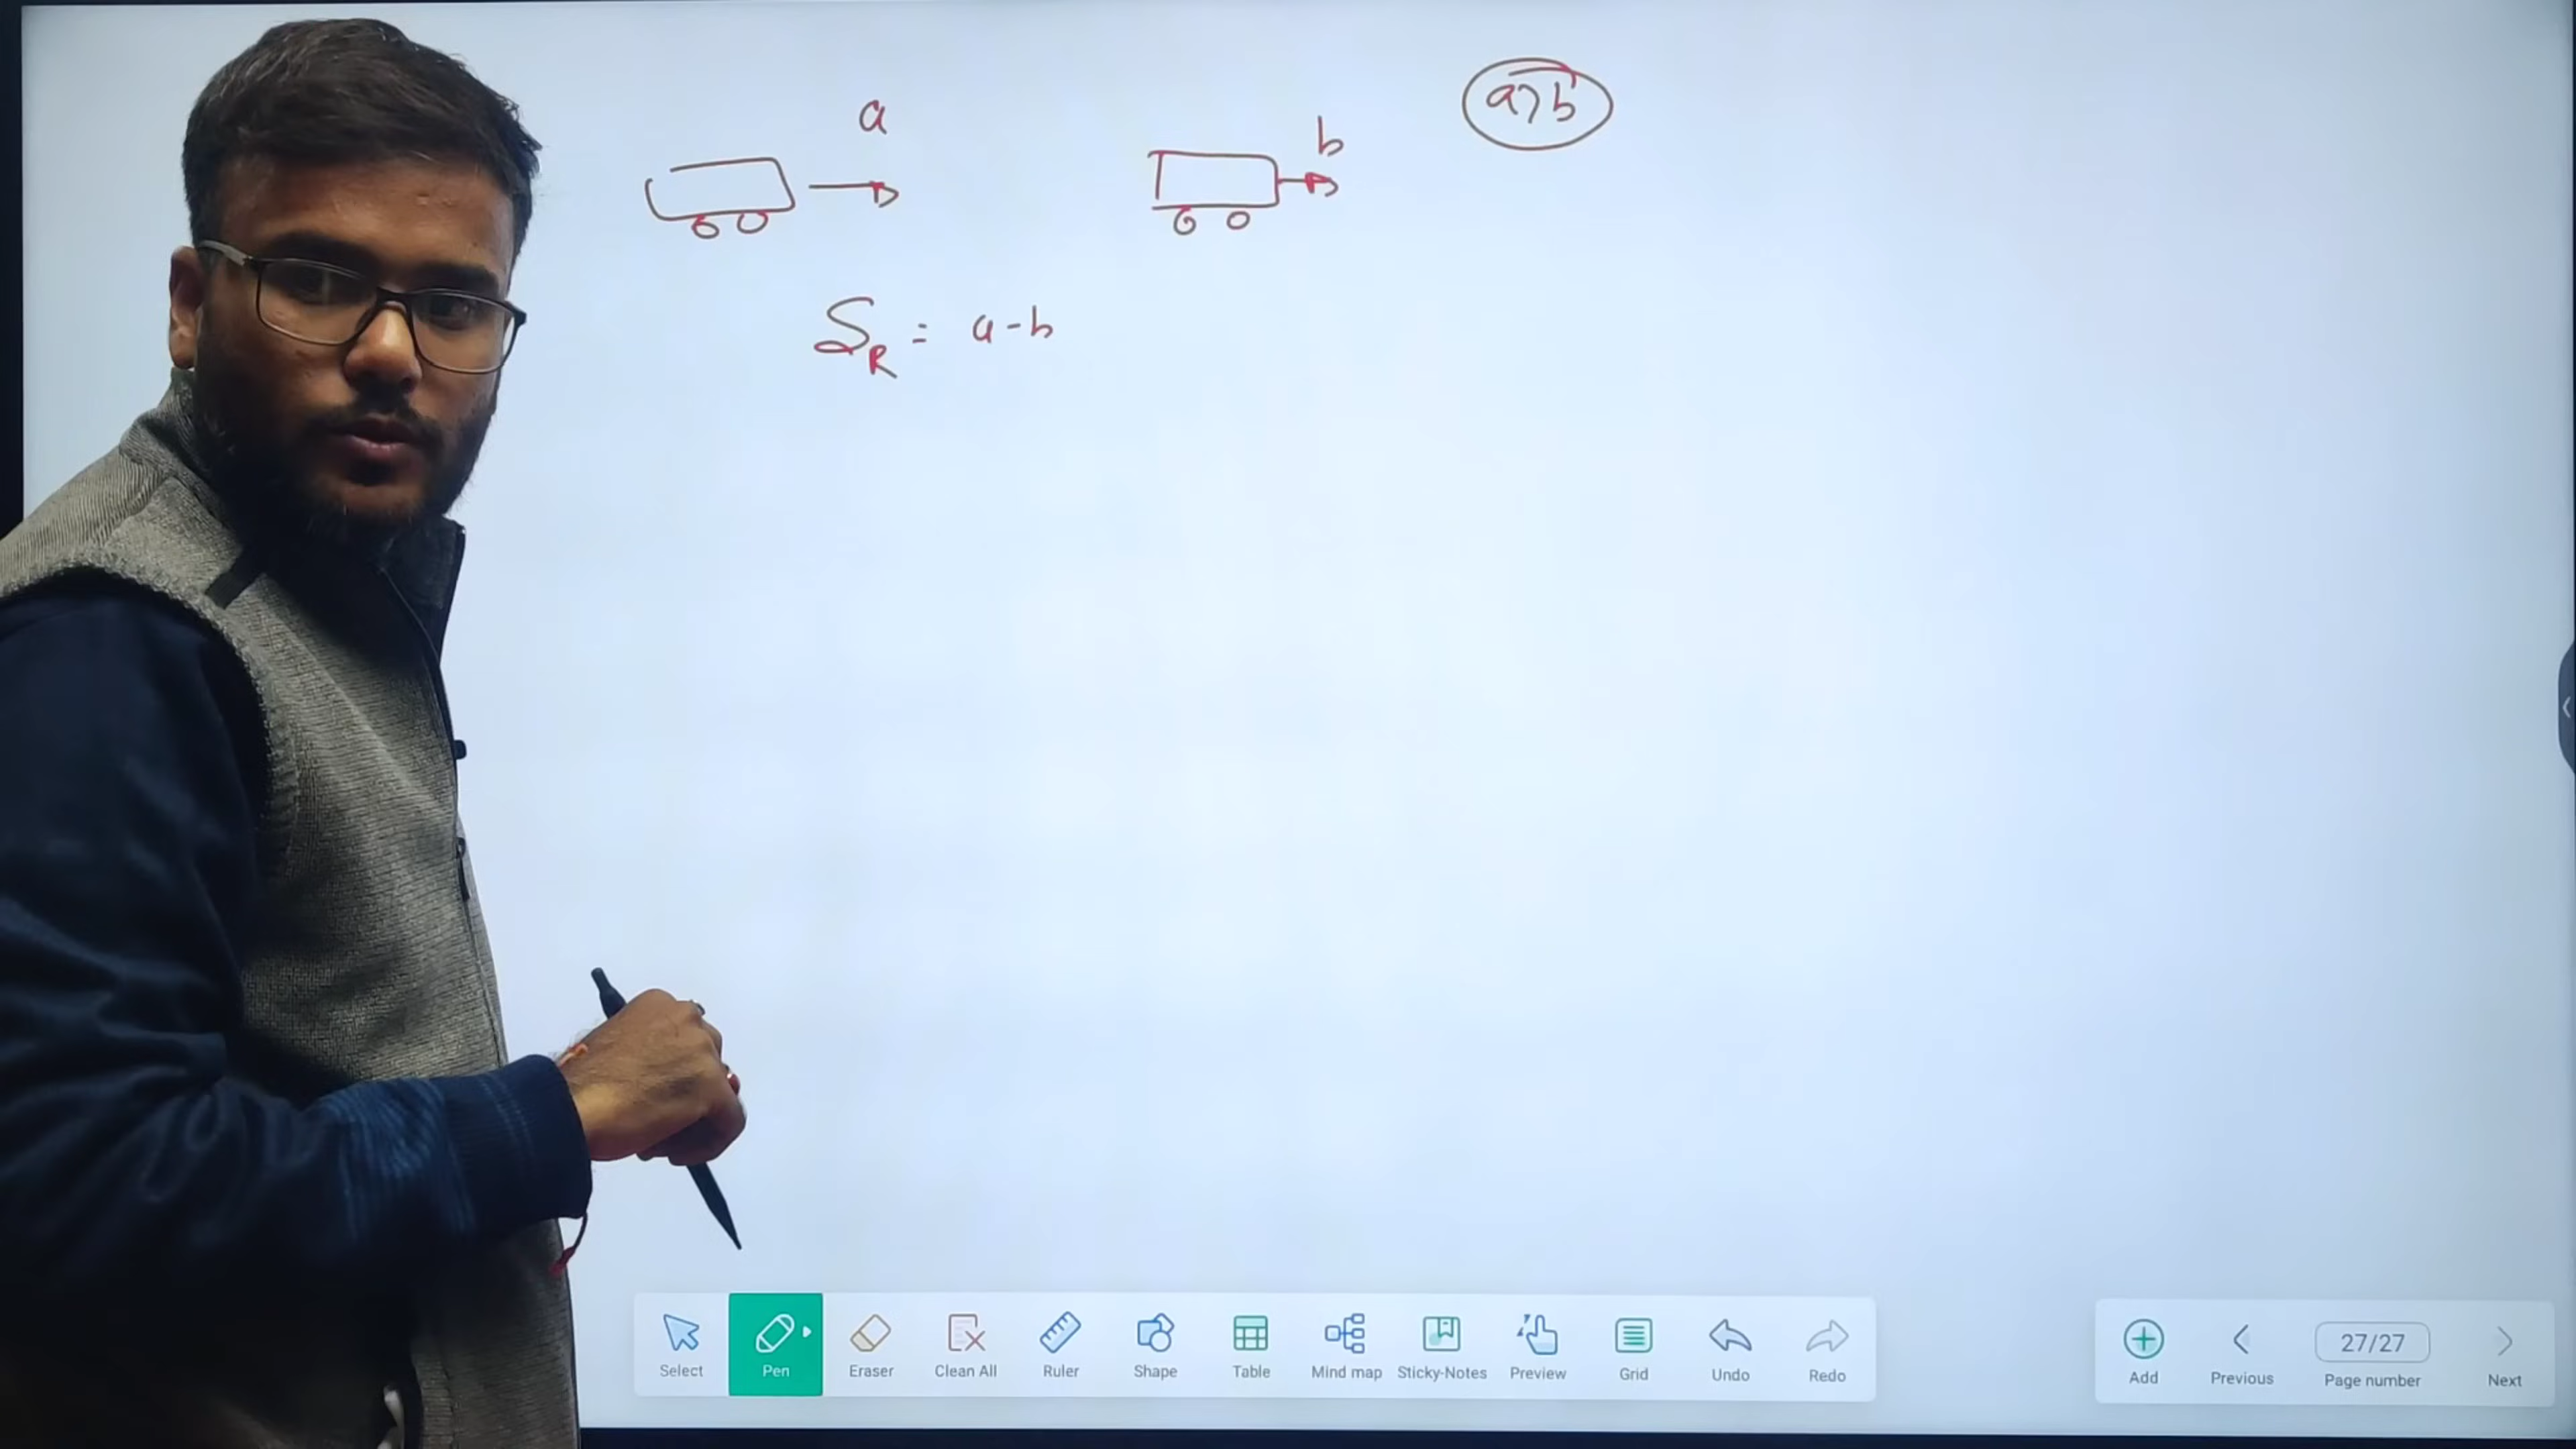 a
b
a>b
S_R = a-b
Select
Pen
Eraser
Clean All
Ruler
Shape
Table
Mind map
Sticky-Notes
Preview
Grid
Undo
Redo
Add
Previous
27/27
Page number
Next